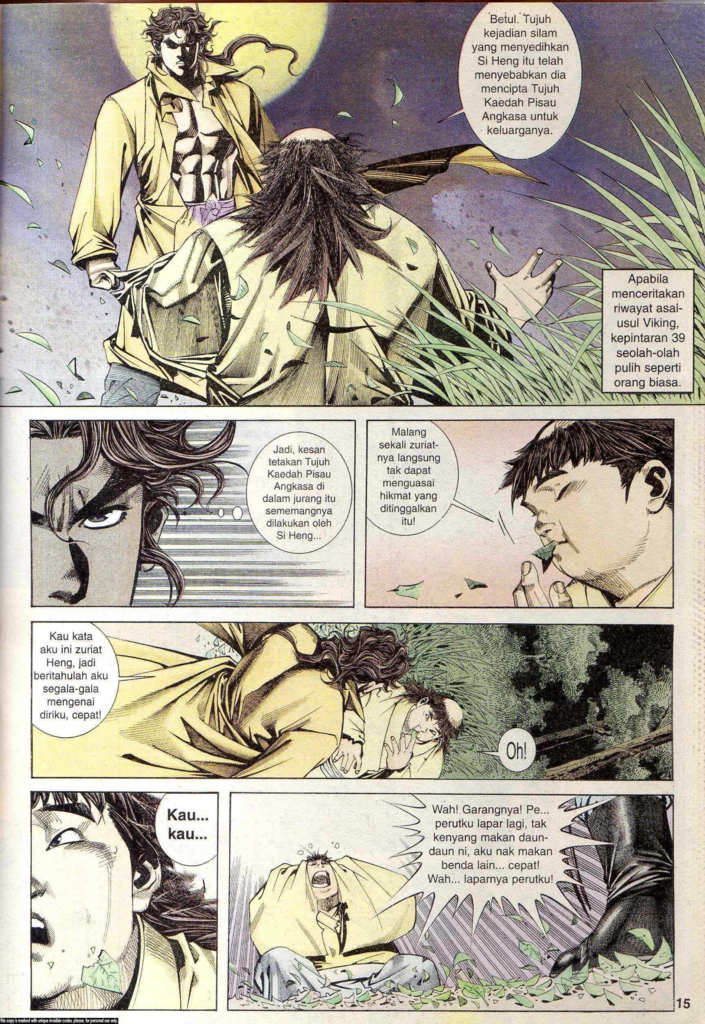 Betul. Tujuh
kejadian silam
yang menyedihkan
Si Heng itu telah
menyebabkan dia
mencipta Tujuh
Kaedah Pisau
Angkasa untuk
keluarganya.
Apabila
menceritakan
riwayat asal-
usul Viking,
kepintaran 39
seolah-olah
pulih seperti
orang biasa.
Jadi, kesan
tetakan Tujuh
Kaedah Pisau
Angkasa di
dalam jurang itu
sememangnya
dilakukan oleh
Si Heng...
Malang
sekali zuriat-
nya langsung
tak dapat
menguasai
hikmat yang
ditinggalkan
itu!
Kau kata
aku ini zuriat
Heng, jadi
beritahulah aku
segala-gala
mengenai
diriku, cepat!
Oh!
Kau...
kau...
Wah! Garangnya! Pe...
perutku lapar lagi, tak
kenyang makan daun-
daun ni, aku nak makan
benda lain... cepat!
Wah... laparnya perutku!
15